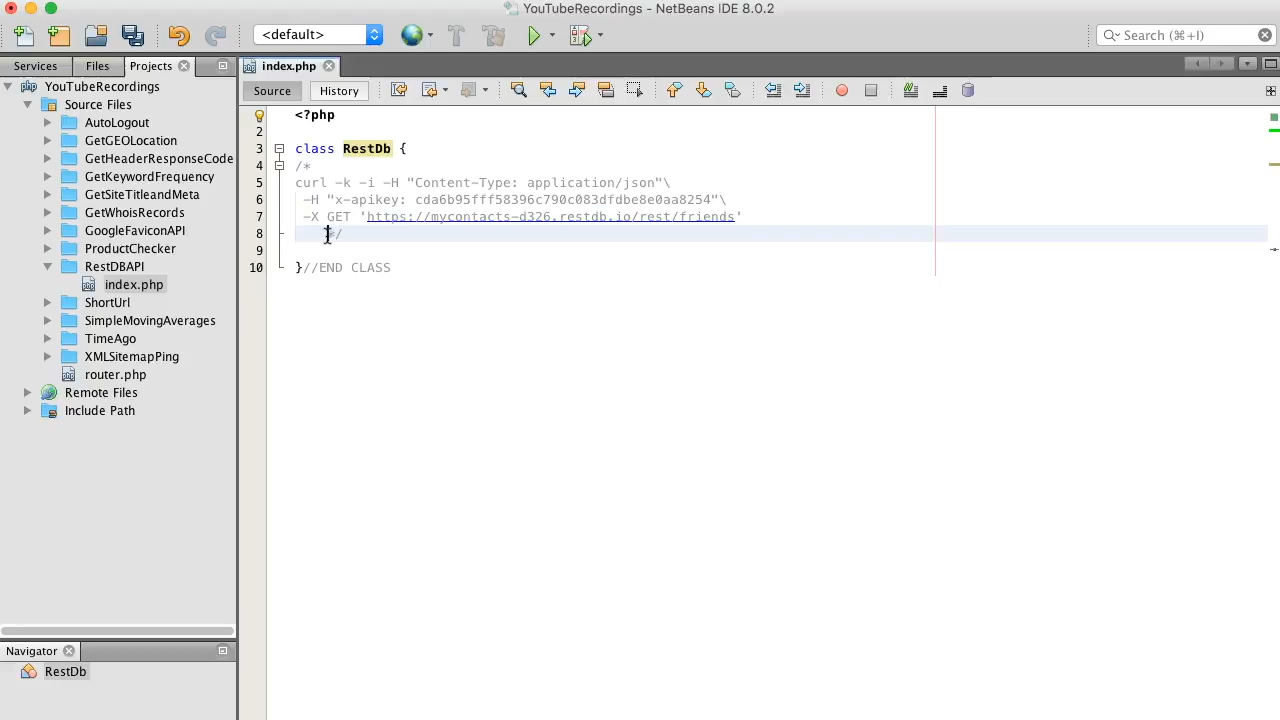 YouTubeRecordings - NetBeans IDE 8.0.2
<default>
Search (⌘+I)
Services
Files
Projects
index.php
YouTubeRecordings
Source
History
Source Files
AutoLogout
GetGEOLocation
GetHeaderResponseCode
GetKeywordFrequency
GetSiteTitleandMeta
GetWhoisRecords
GoogleFaviconAPI
ProductChecker
RestDBAPI
index.php
ShortUrl
SimpleMovingAverages
TimeAgo
XMLSitemapPing
router.php
Remote Files
Include Path
1 <?php
2
3 class RestDb {
4 /*
5 curl -k -i -H "Content-Type: application/json"\
6 -H "x-apikey: cda6b95fff58396c790c083dfdbe8e0aa8254"\
7 -X GET 'https://mycontacts-d326.restdb.io/rest/friends'
8 */
9
10 }//END CLASS
Navigator
RestDb